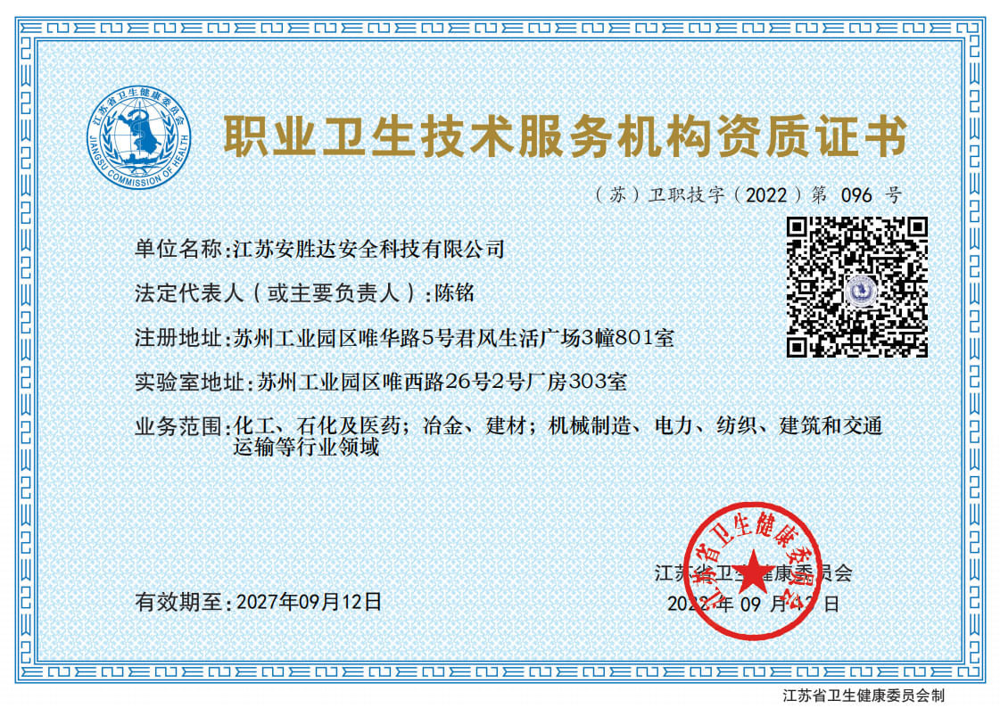 江苏省卫生健康委员会
JIANGSU COMMISSION OF HEALTH
职业卫生技术服务机构资质证书
（苏）卫职技字（2022）第 096 号
单位名称:江苏安胜达安全科技有限公司
法定代表人（或主要负责人）:陈铭
注册地址:苏州工业园区唯华路5号君风生活广场3幢801室
实验室地址:苏州工业园区唯西路26号2号厂房303室
业务范围:化工、石化及医药；冶金、建材；机械制造、电力、纺织、建筑和交通
运输等行业领域
江苏省卫生健康委员会
江苏省卫生健康委员会
2022 年 09 月 13 日
有效期至:2027年09月12日
江苏省卫生健康委员会制